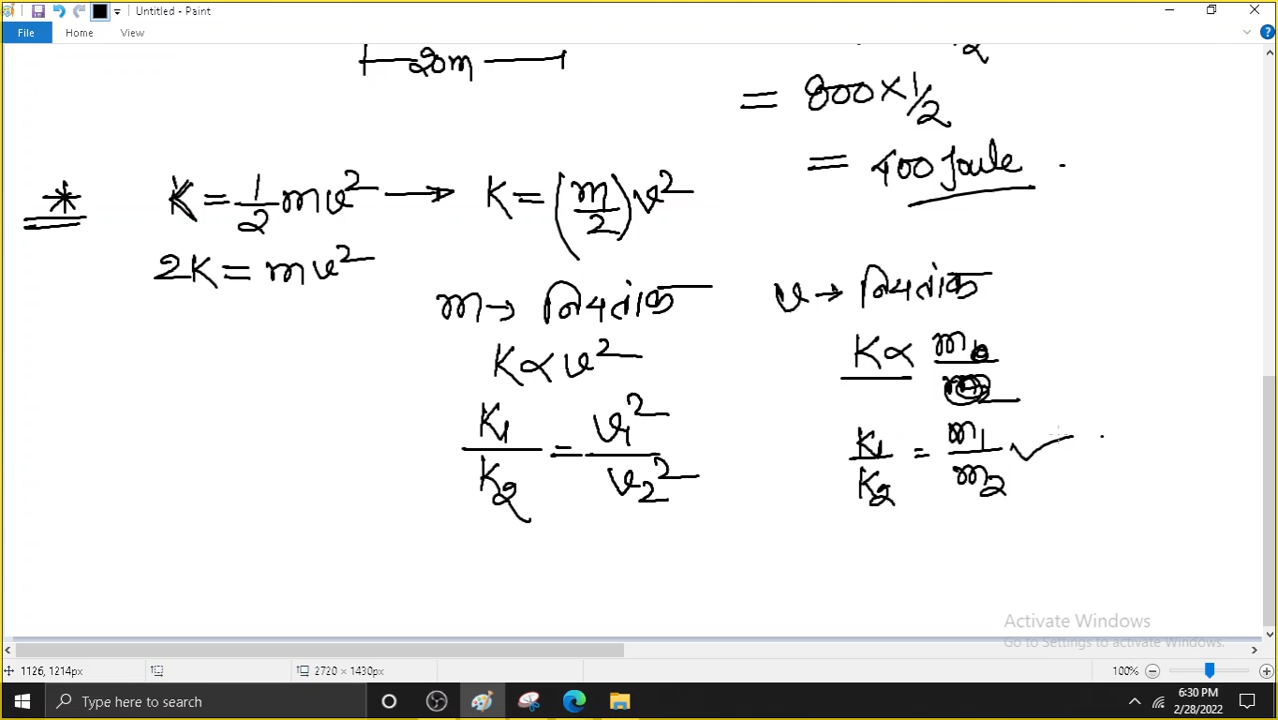 Untitled - Paint
File Home View
20m
2
= 800 × 1/2
= 400 Joule .
* K = 1/2 mv² → K = (m/2) v²
2K = mv²
m →
v →
K ∝ v²
K ∝ m
K₁/K₂ = v₁²/v₂²
K₁/K₂ = m₁/m₂ ✓
Activate Windows
Go to Settings to activate Windows.
1126, 1214px
2720 × 1430px
100%
Type here to search
6:30 PM
2/28/2022